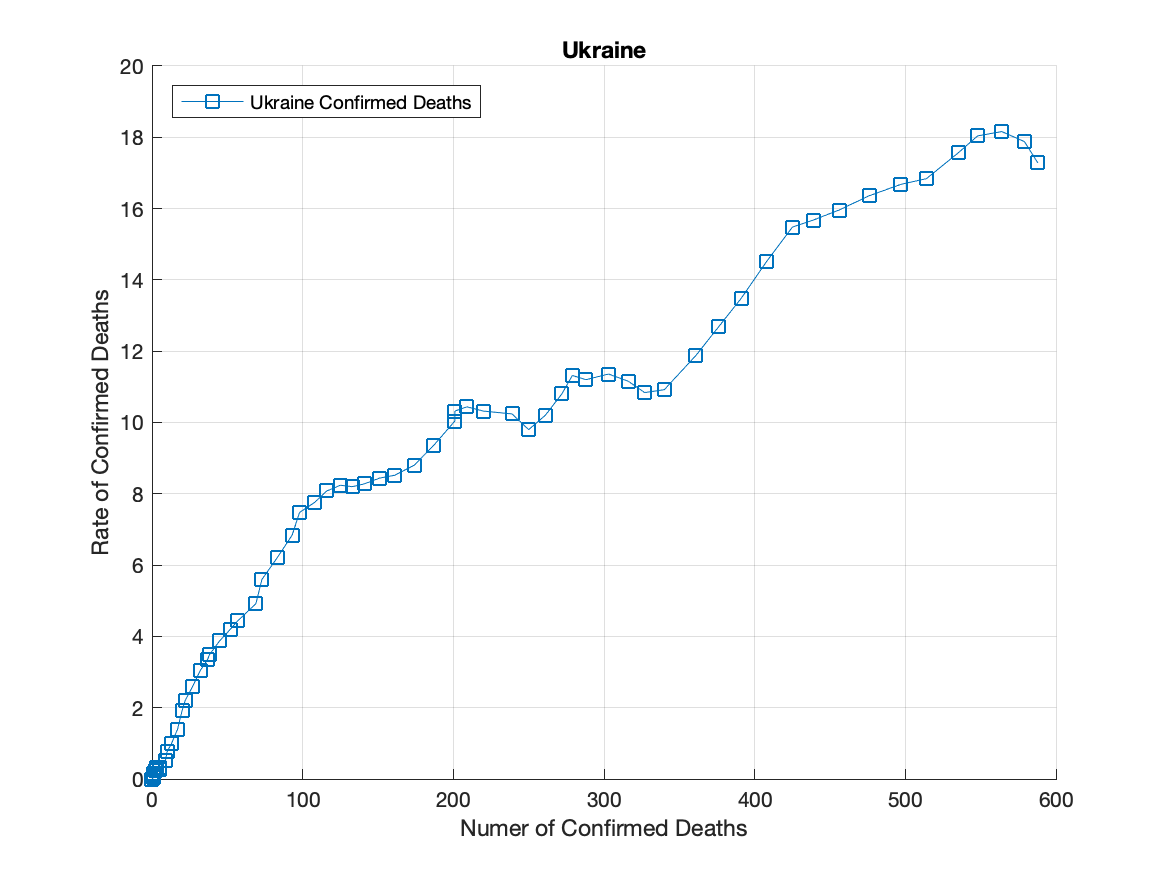 Ukraine
Ukraine Confirmed Deaths
20
18
16
14
12
10
8
6
4
2
0
Rate of Confirmed Deaths
0 100 200 300 400 500 600
Numer of Confirmed Deaths